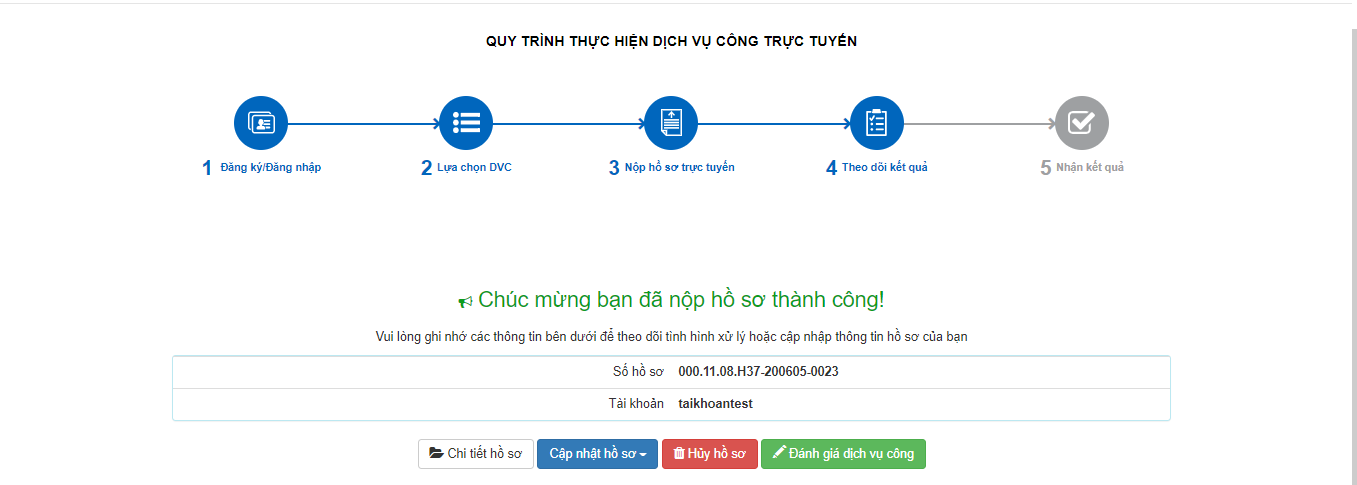 QUY TRÌNH THỰC HIỆN DỊCH VỤ CÔNG TRỰC TUYẾN
1 Đăng ký/Đăng nhập
2 Lựa chọn DVC
3 Nộp hồ sơ trực tuyến
4 Theo dõi kết quả
5 Nhận kết quả
Chúc mừng bạn đã nộp hồ sơ thành công!
Vui lòng ghi nhớ các thông tin bên dưới để theo dõi tình hình xử lý hoặc cập nhập thông tin hồ sơ của bạn
Số hồ sơ 000.11.08.H37-200605-0023
Tài khoản taikhoantest
Chi tiết hồ sơ Cập nhật hồ sơ Hủy hồ sơ Đánh giá dịch vụ công